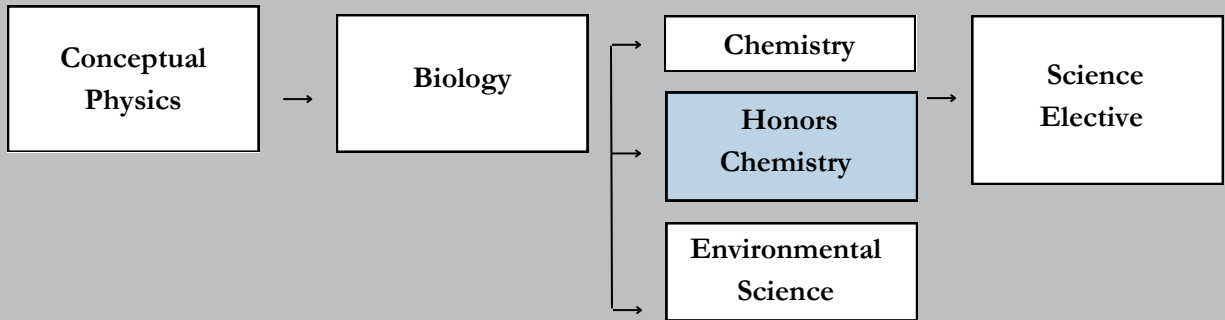 Conceptual
Physics
Biology
Chemistry
Honors
Chemistry
Environmental
Science
Science
Elective